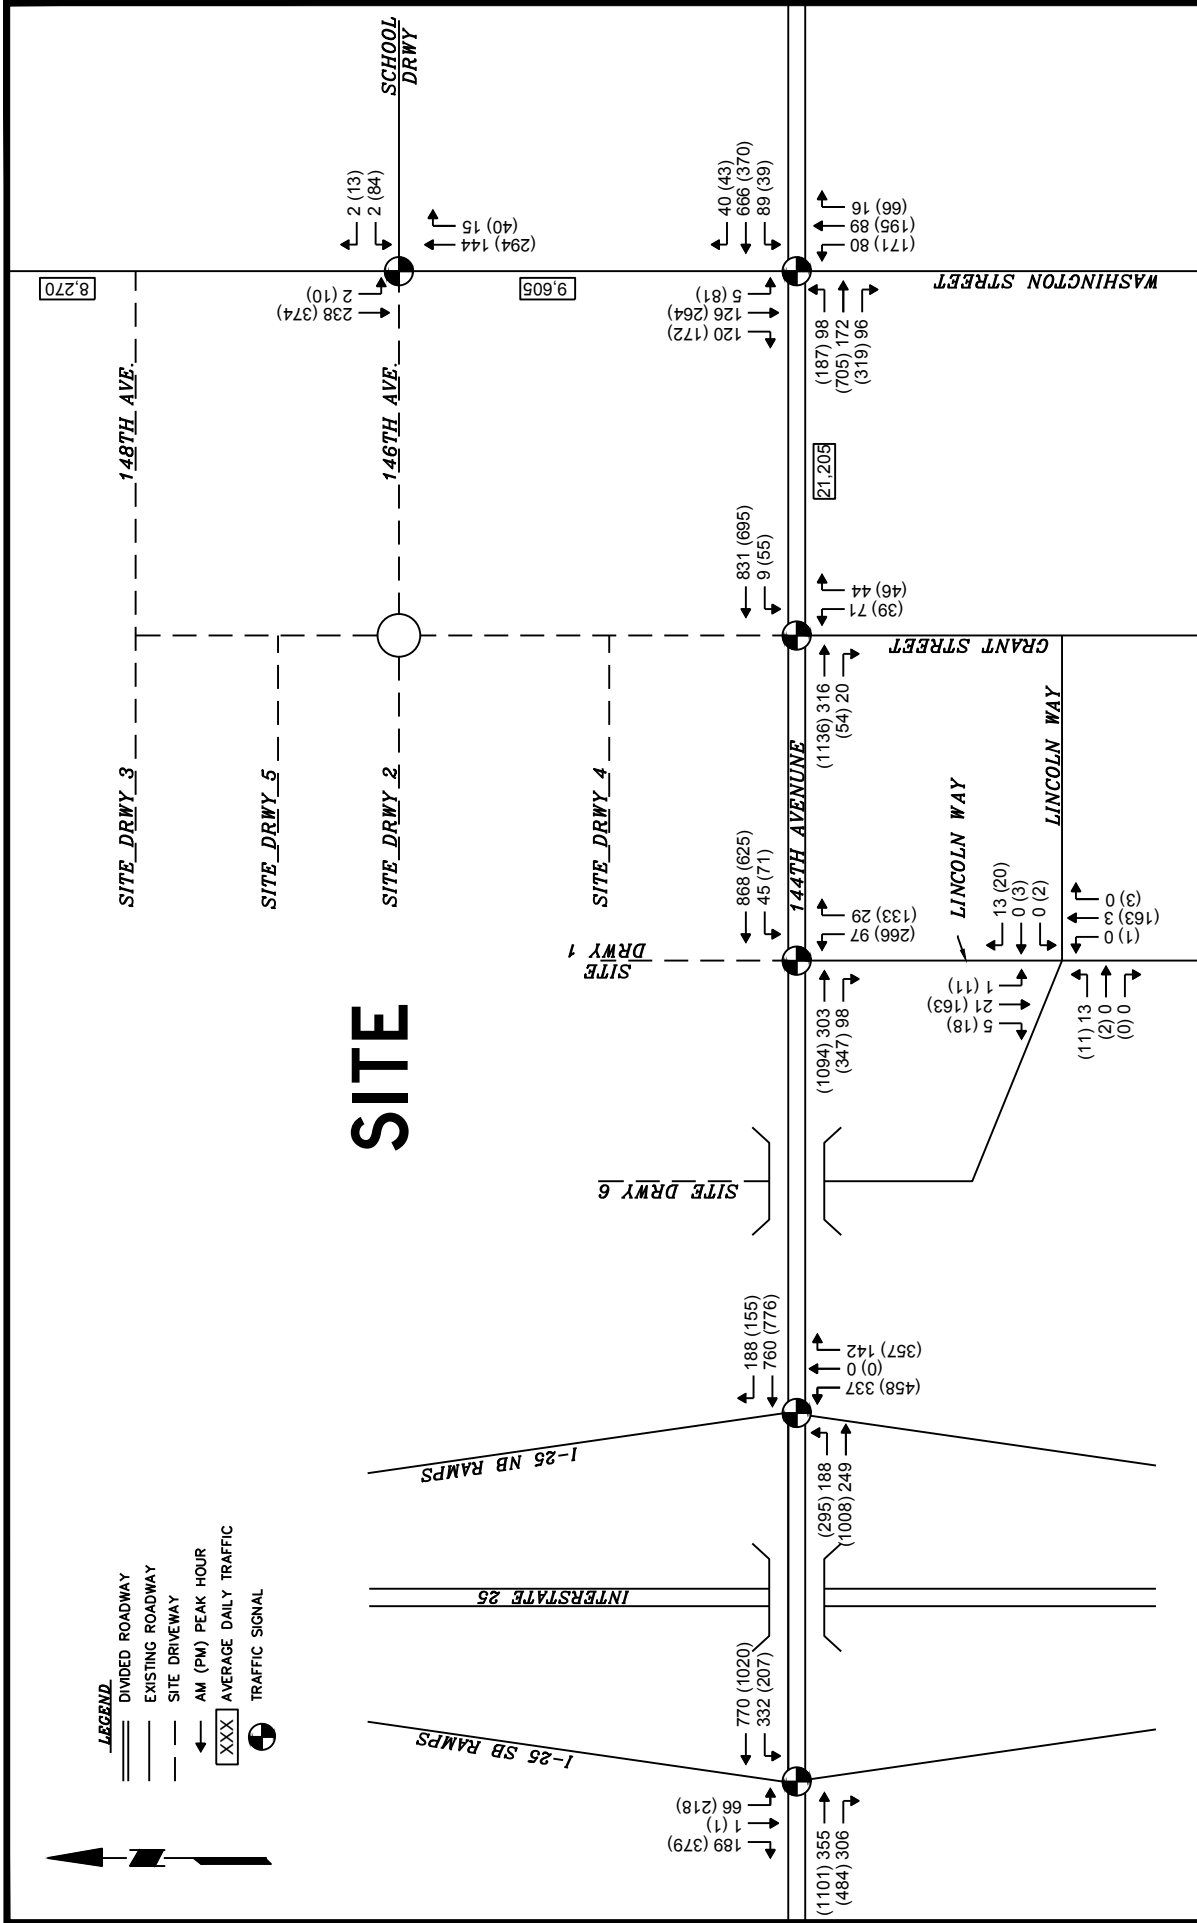 LEGEND
DIVIDED ROADWAY
EXISTING ROADWAY
SITE DRIVEWAY
AM (PM) PEAK HOUR
XXX AVERAGE DAILY TRAFFIC
TRAFFIC SIGNAL
SITE
SCHOOL
DRWY
148TH AVE.
146TH AVE.
SITE DRWY 3
SITE DRWY 5
SITE DRWY 2
SITE DRWY 4
SITE
DRWY 1
SITE DRWY 6
144TH AVENUNE
WASHINGTON STREET
GRANT STREET
LINCOLN WAY
LINCOLN WAY
I-25 NB RAMPS
INTERSTATE 25
I-25 SB RAMPS
8,270
9,605
21,205
2 (13)
2 (84)
(294) 144
(40) 15
2 (10)
238 (374)
40 (43)
666 (370)
89 (39)
5 (81)
126 (264)
120 (172)
(171) 80
(195) 89
(66) 16
(187) 98
(705) 172
(319) 96
831 (695)
9 (55)
(39) 71
(46) 44
(1136) 316
(54) 20
868 (625)
45 (71)
(266) 97
(133) 29
(1094) 303
(347) 98
13 (20)
0 (3)
0 (2)
1 (11)
21 (163)
5 (18)
(1) 0
(163) 3
(3) 0
(11) 13
(2) 0
(0) 0
188 (155)
760 (776)
(458) 337
(0) 0
(357) 142
(295) 188
(1008) 249
770 (1020)
332 (207)
66 (218)
1 (1)
189 (379)
(1101) 355
(484) 306